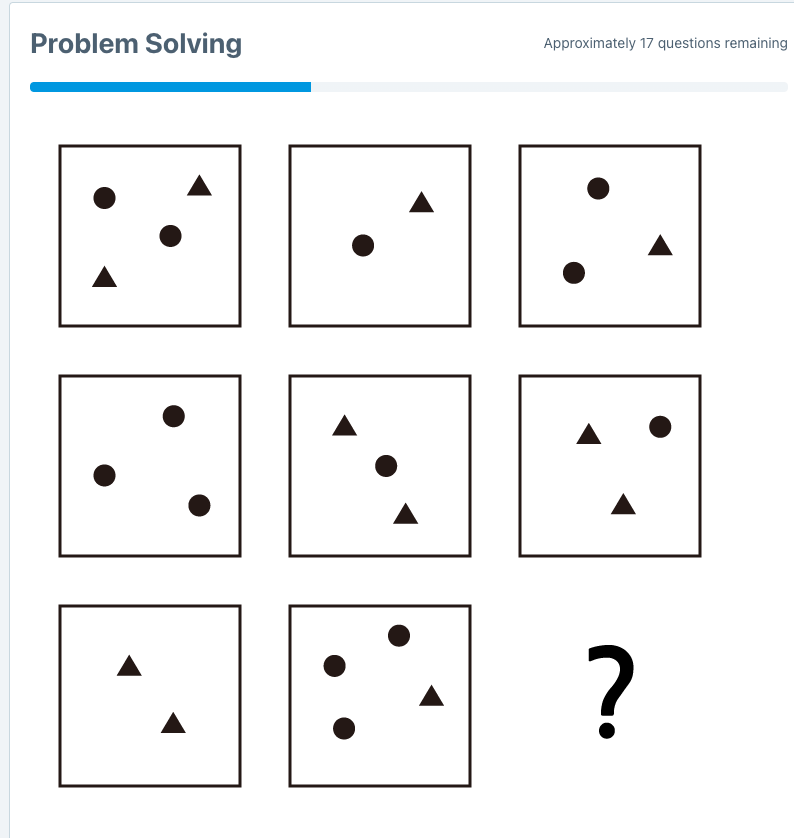 Problem Solving
Approximately 17 questions remaining
?